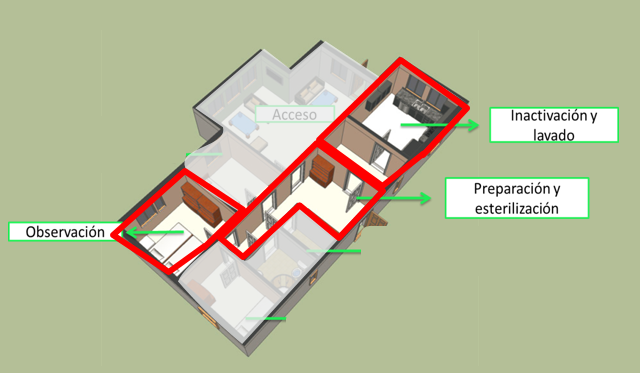 Acceso
Inactivación y
lavado
Preparación y
esterilización
Observación